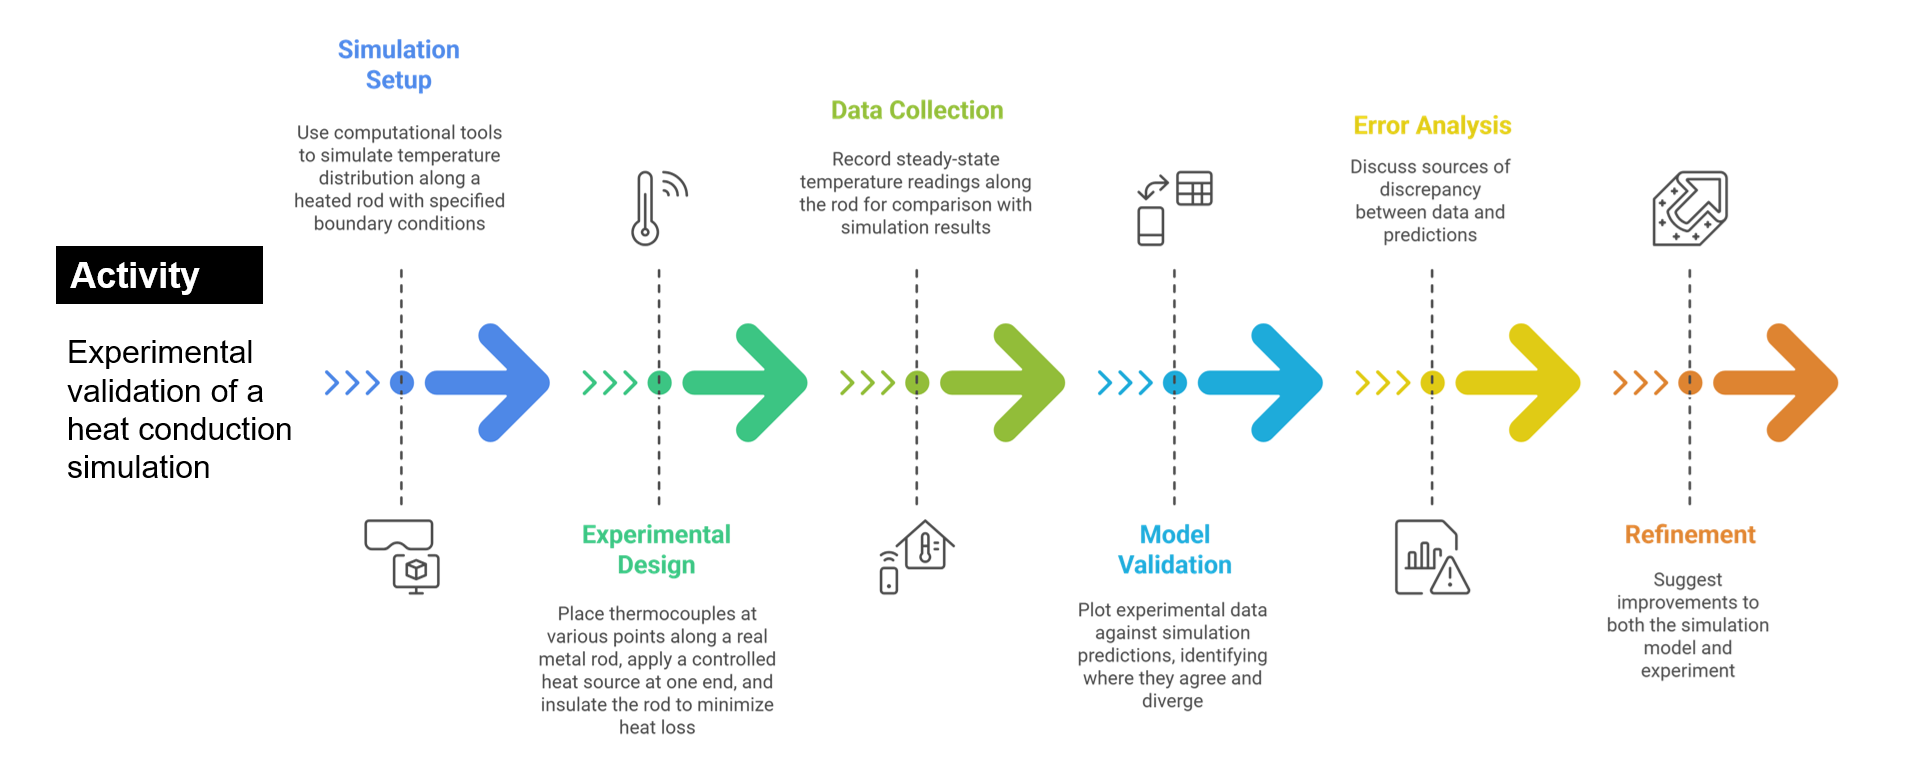 Activity
Experimental
validation of a
heat conduction
simulation
Simulation
Setup
Use computational tools
to simulate temperature
distribution along a
heated rod with specified
boundary conditions
Experimental
Design
Place thermocouples at
various points along a real
metal rod, apply a controlled
heat source at one end, and
insulate the rod to minimize
heat loss
Data Collection
Record steady-state
temperature readings along
the rod for comparison with
simulation results
Model
Validation
Plot experimental data
against simulation
predictions, identifying
where they agree and
diverge
Error Analysis
Discuss sources of
discrepancy
between data and
predictions
Refinement
Suggest
improvements to
both the simulation
model and
experiment